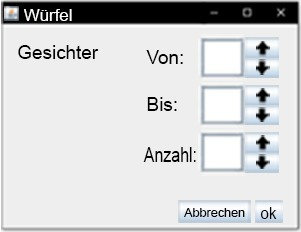 Würfel
Gesichter
Von:
Bis:
Anzahl:
Abbrechen
ok